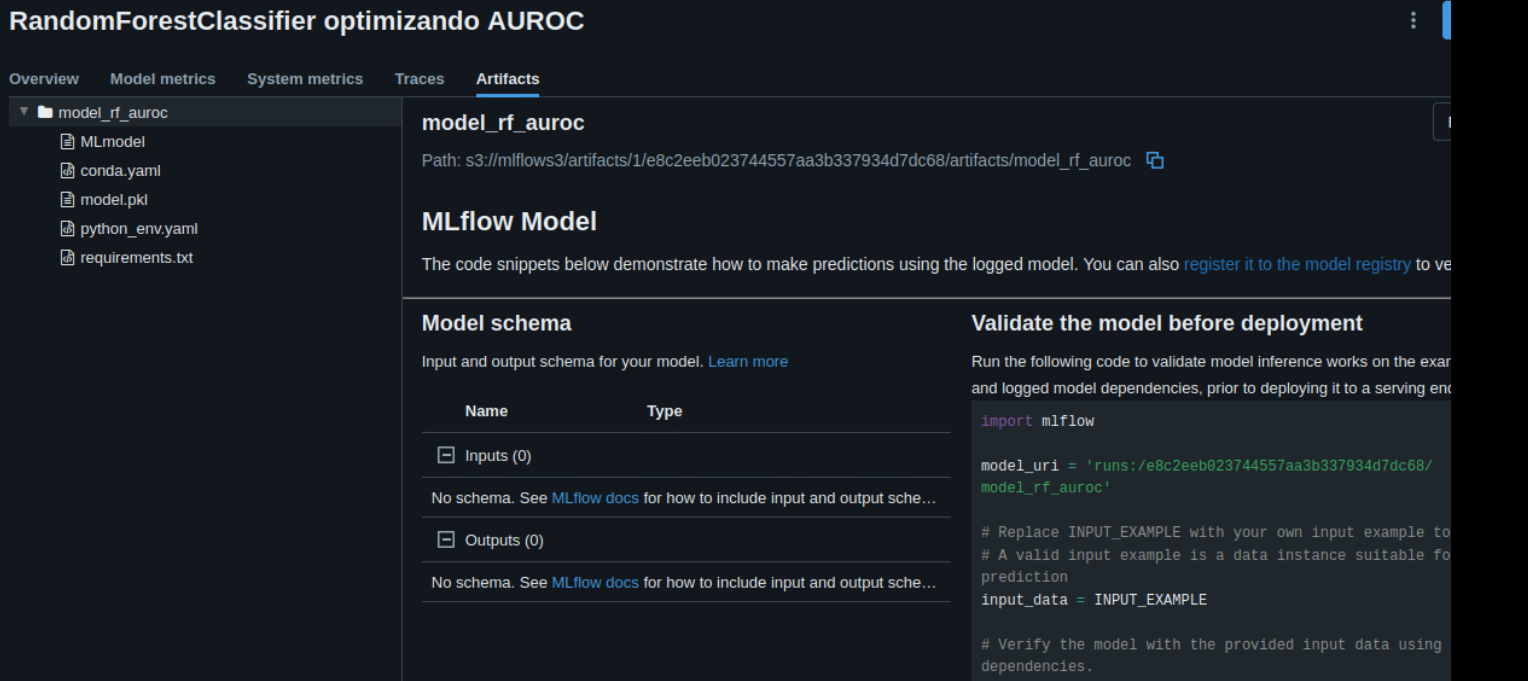 RandomForestClassifier optimizando AUROC
Overview Model metrics System metrics Traces Artifacts
model_rf_auroc
MLmodel
conda.yaml
model.pkl
python_env.yaml
requirements.txt
model_rf_auroc
Path: s3://mlflows3/artifacts/1/e8c2eeb023744557aa3b337934d7dc68/artifacts/model_rf_auroc
MLflow Model
The code snippets below demonstrate how to make predictions using the logged model. You can also register it to the model registry to ve
Model schema
Input and output schema for your model. Learn more
Name Type
Inputs (0)
No schema. See MLflow docs for how to include input and output sche…
Outputs (0)
No schema. See MLflow docs for how to include input and output sche…
Validate the model before deployment
Run the following code to validate model inference works on the exa
and logged model dependencies, prior to deploying it to a serving en
import mlflow
model_uri = 'runs:/e8c2eeb023744557aa3b337934d7dc68/
model_rf_auroc'
# Replace INPUT_EXAMPLE with your own input example to
# A valid input example is a data instance suitable fo
prediction
input_data = INPUT_EXAMPLE
# Verify the model with the provided input data using
dependencies.